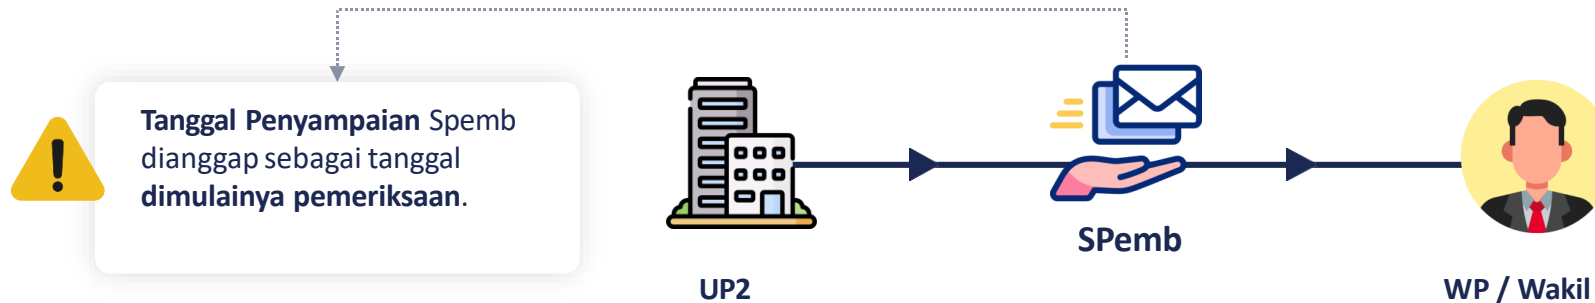 Tanggal Penyampaian Spemb
dianggap sebagai tanggal
dimulainya pemeriksaan.
SPemb
UP2
WP / Wakil